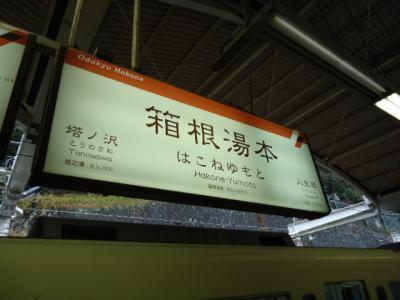 Odakyu Hakone
箱根湯本
はこねゆもと
Hakone-Yumoto
塔ノ沢
とうのさわ
Tonosawa
入生田